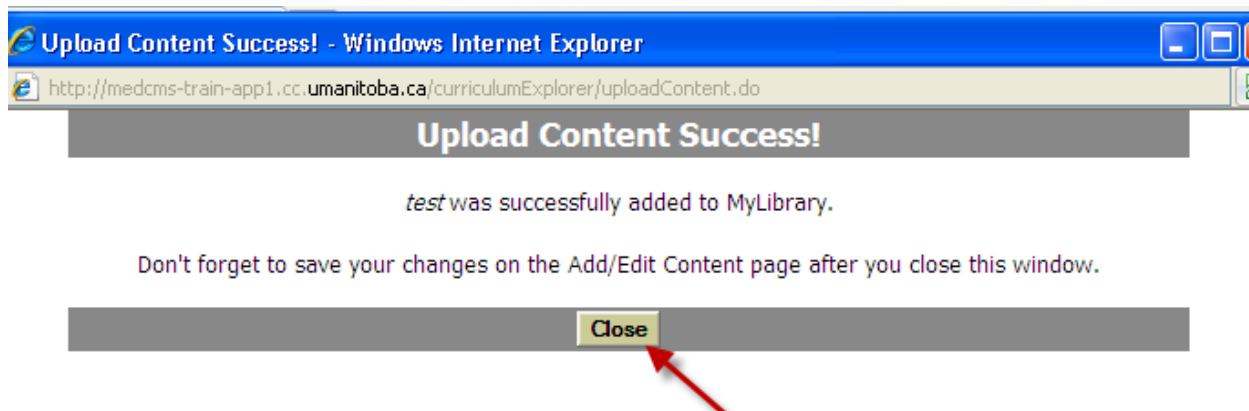 Upload Content Success! - Windows Internet Explorer
http://medcms-train-app1.cc.umanitoba.ca/curriculumExplorer/uploadContent.do
Upload Content Success!
test was successfully added to MyLibrary.
Don't forget to save your changes on the Add/Edit Content page after you close this window.
Close